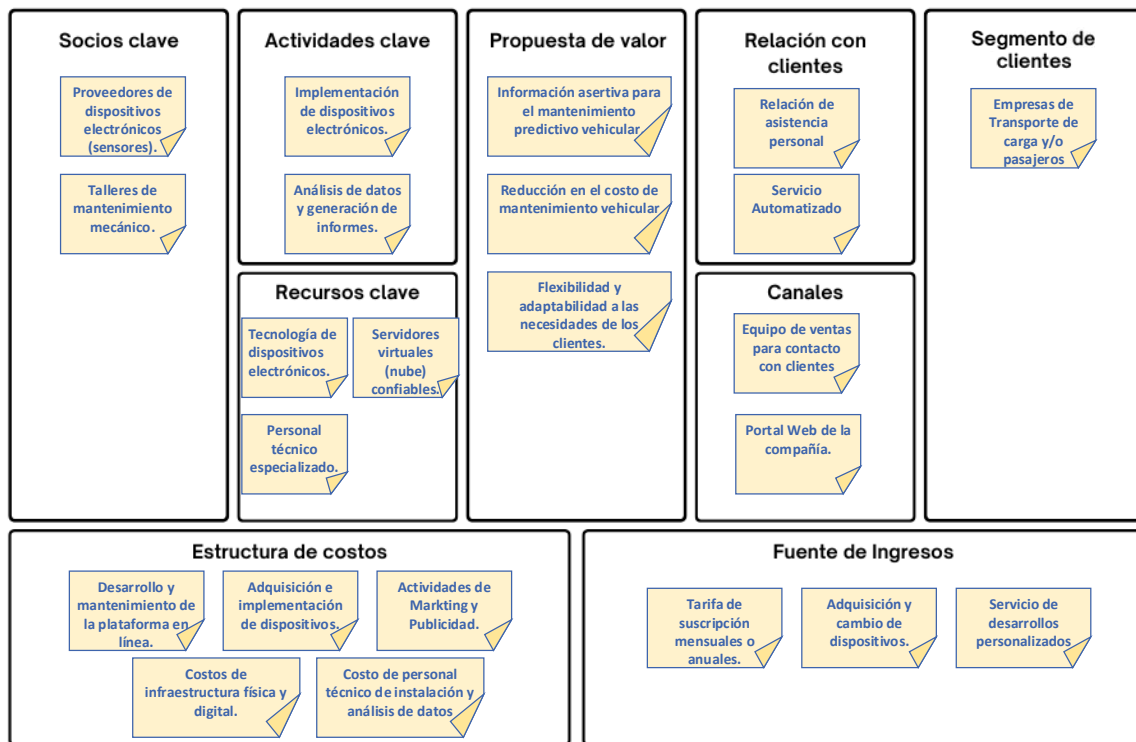 Socios clave
Proveedores de
dispositivos
electrónicos
(sensores).
Talleres de
mantenimiento
mecánico.
Actividades clave
Implementación
de dispositivos
electrónicos.
Análisis de datos
y generación de
informes.
Recursos clave
Tecnología de
dispositivos
electrónicos.
Servidores
virtuales
(nube)
confiables.
Personal
técnico
especializado.
Propuesta de valor
Información asertiva para
el mantenimiento
predictivo vehicular
Reducción en el costo de
mantenimiento vehicular
Flexibilidad y
adaptabilidad a las
necesidades de los
clientes.
Relación con
clientes
Relación de
asistencia
personal
Servicio
Automatizado
Canales
Equipo de ventas
para contacto
con clientes
Portal Web de la
compañía.
Segmento de
clientes
Empresas de
Transporte de
carga y/o
pasajeros
Estructura de costos
Desarrollo y
mantenimiento de
la plataforma en
línea.
Adquisición e
implementación
de dispositivos.
Actividades de
Markting y
Publicidad.
Costos de
infraestructura física y
digital.
Costo de personal
técnico de instalación y
análisis de datos
Fuente de Ingresos
Tarifa de
suscripción
mensuales o
anuales.
Adquisición y
cambio de
dispositivos.
Servicio de
desarrollos
personalizados